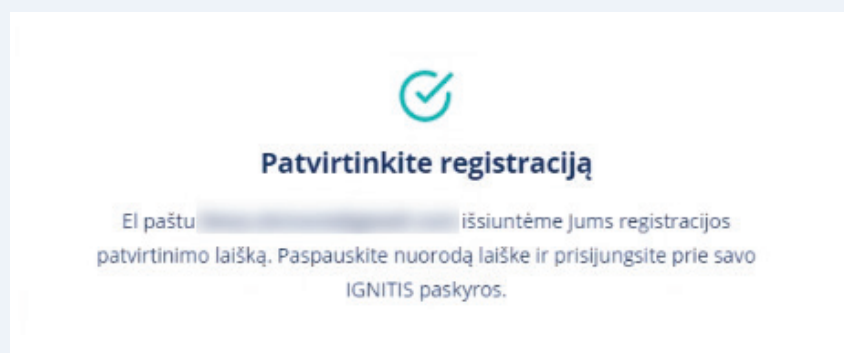 Patvirtinkite registraciją
El paštu išsiuntėme Jums registracijos
patvirtinimo laišką. Paspauskite nuorodą laiške ir prisijungsite prie savo
IGNITIS paskyros.